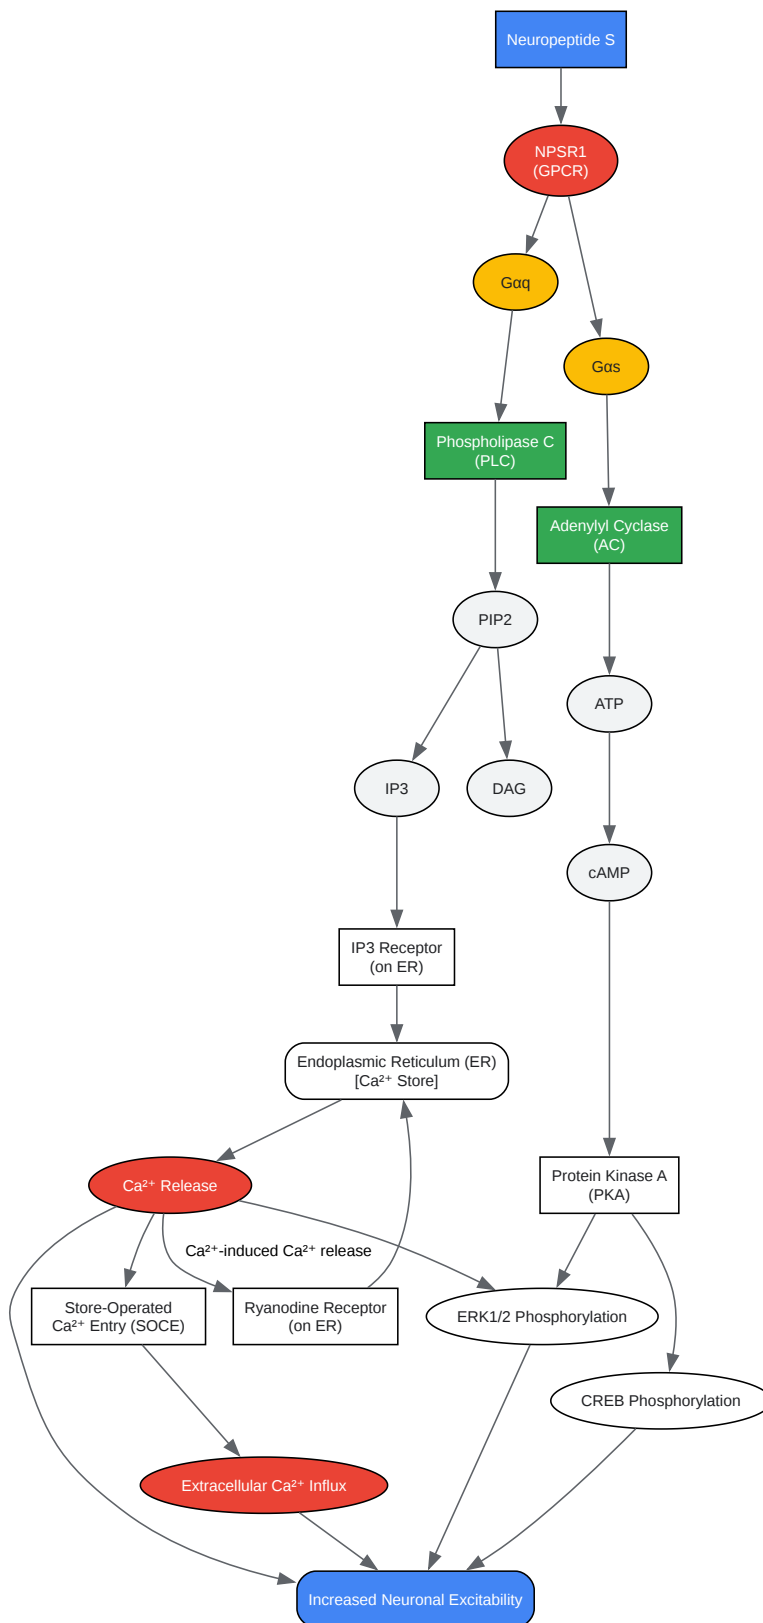 Neuropeptide S
NPSR1
(GPCR)
Gαq
Gαs
Phospholipase C
(PLC)
Adenylyl Cyclase
(AC)
PIP2
ATP
IP3
DAG
cAMP
IP3 Receptor
(on ER)
Endoplasmic Reticulum (ER)
[Ca²⁺ Store]
Ca²⁺ Release
Protein Kinase A
(PKA)
Ca²⁺-induced Ca²⁺ release
Store-Operated
Ca²⁺ Entry (SOCE)
Ryanodine Receptor
(on ER)
ERK1/2 Phosphorylation
CREB Phosphorylation
Extracellular Ca²⁺ Influx
Increased Neuronal Excitability